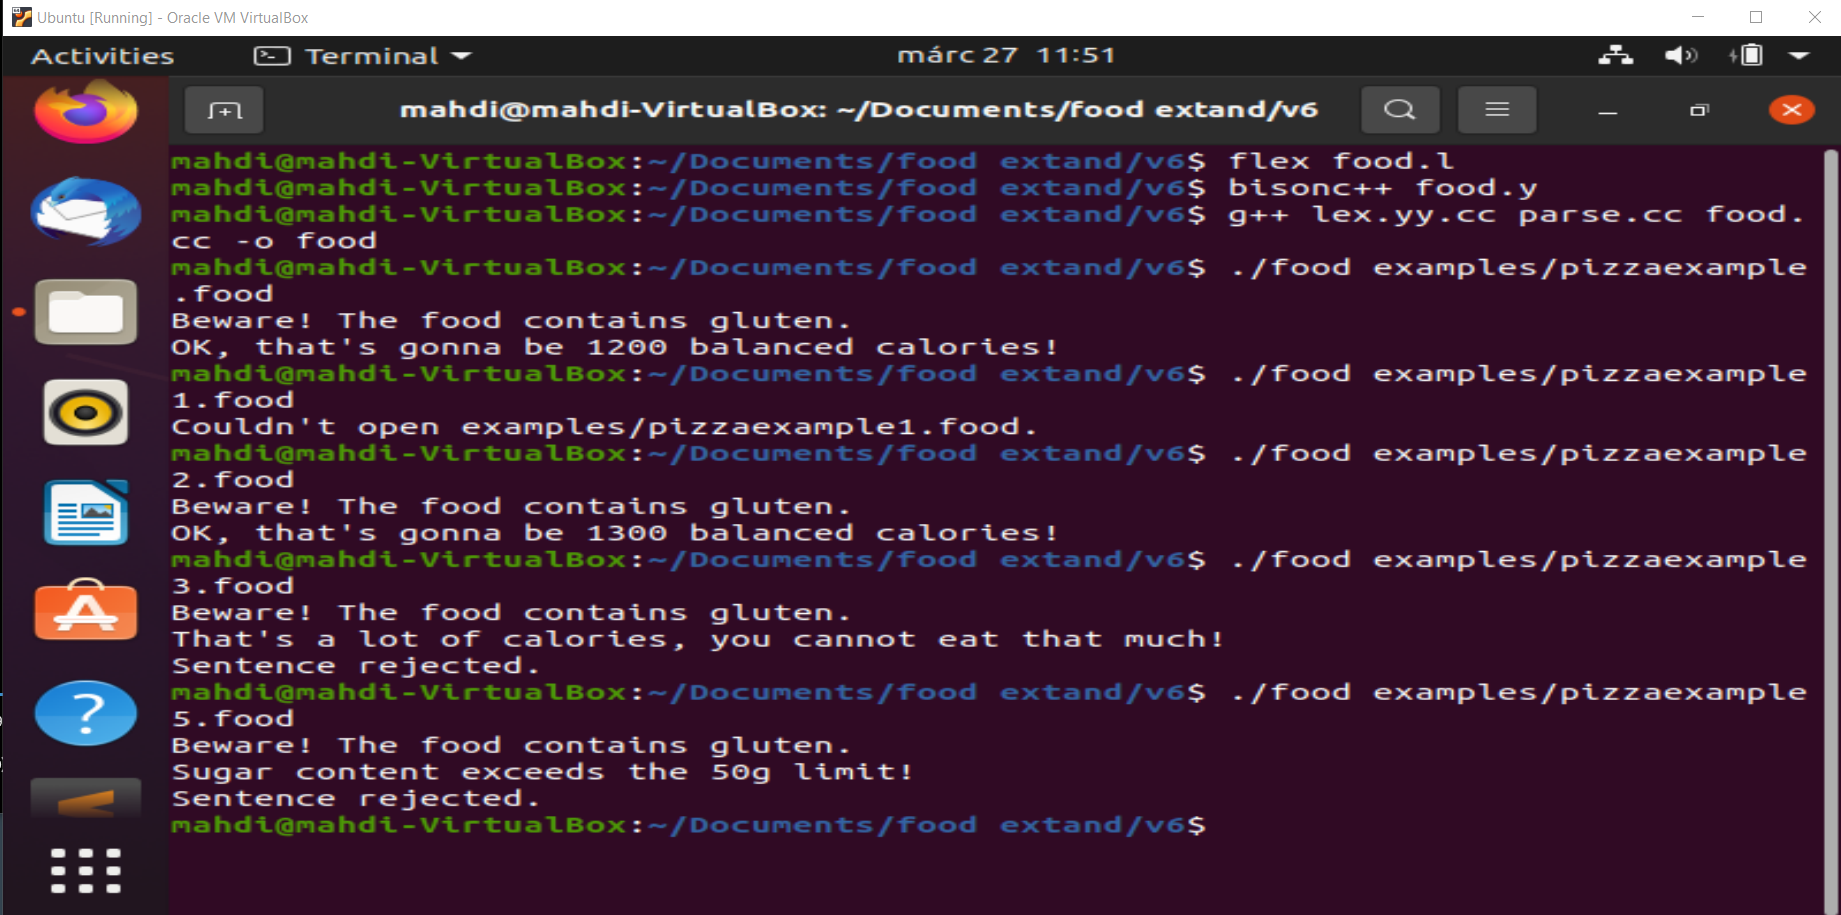 Ubuntu [Running] - Oracle VM VirtualBox
Activities Terminal márc 27 11:51
mahdi@mahdi-VirtualBox: ~/Documents/food extand/v6
mahdi@mahdi-VirtualBox:~/Documents/food extand/v6$ flex food.l
mahdi@mahdi-VirtualBox:~/Documents/food extand/v6$ bisonc++ food.y
mahdi@mahdi-VirtualBox:~/Documents/food extand/v6$ g++ lex.yy.cc parse.cc food.
cc -o food
mahdi@mahdi-VirtualBox:~/Documents/food extand/v6$ ./food examples/pizzaexample
.food
Beware! The food contains gluten.
OK, that's gonna be 1200 balanced calories!
mahdi@mahdi-VirtualBox:~/Documents/food extand/v6$ ./food examples/pizzaexample
1.food
Couldn't open examples/pizzaexample1.food.
mahdi@mahdi-VirtualBox:~/Documents/food extand/v6$ ./food examples/pizzaexample
2.food
Beware! The food contains gluten.
OK, that's gonna be 1300 balanced calories!
mahdi@mahdi-VirtualBox:~/Documents/food extand/v6$ ./food examples/pizzaexample
3.food
Beware! The food contains gluten.
That's a lot of calories, you cannot eat that much!
Sentence rejected.
mahdi@mahdi-VirtualBox:~/Documents/food extand/v6$ ./food examples/pizzaexample
5.food
Beware! The food contains gluten.
Sugar content exceeds the 50g limit!
Sentence rejected.
mahdi@mahdi-VirtualBox:~/Documents/food extand/v6$